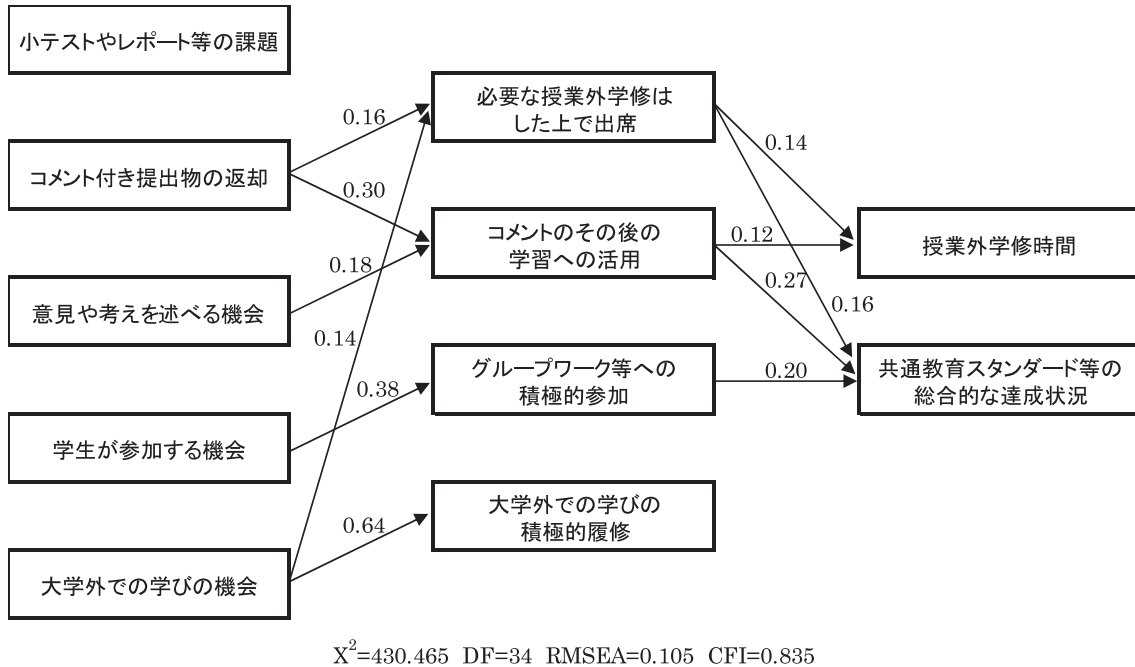 小テストやレポート等の課題
コメント付き提出物の返却
意見や考えを述べる機会
学生が参加する機会
大学外での学びの機会
0.16
0.30
0.18
0.14
0.38
0.64
必要な授業外学修は
した上で出席
コメントのその後の
学習への活用
グループワーク等への
積極的参加
大学外での学びの
積極的履修
0.14
0.12
0.27
0.16
0.20
授業外学修時間
共通教育スタンダード等の
総合的な達成状況
X²=430.465 DF=34 RMSEA=0.105 CFI=0.835